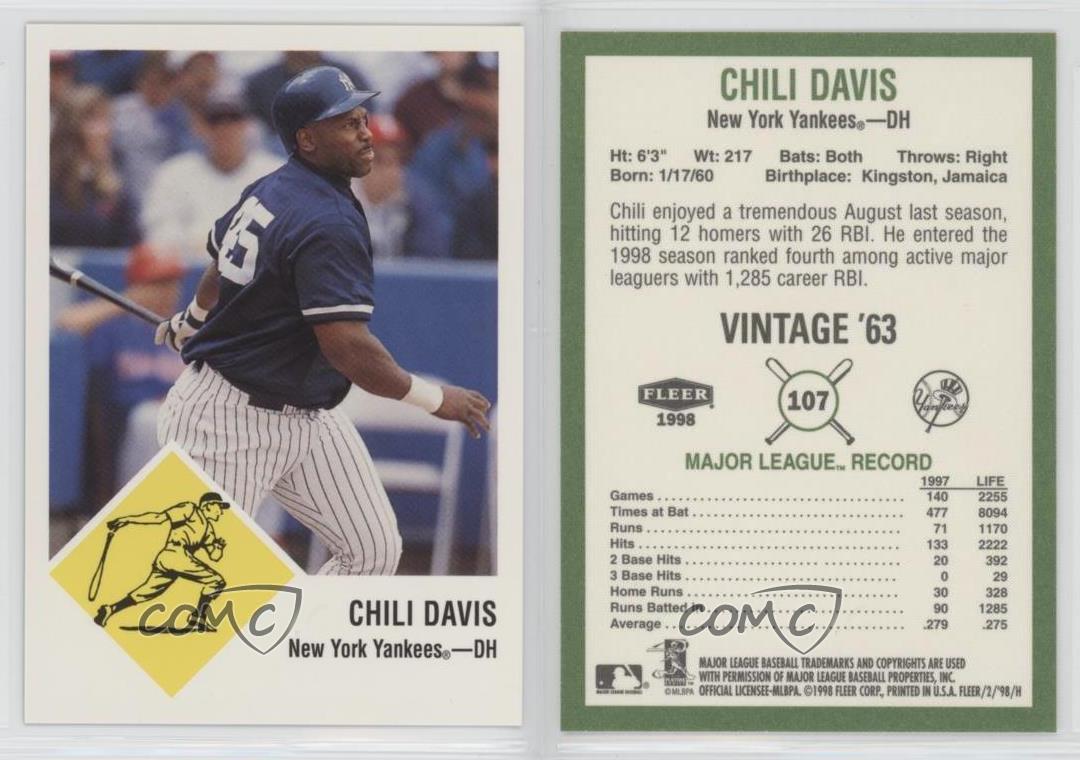 45
COMC
CHILI DAVIS
New York Yankees®—DH
CHILI DAVIS
New York Yankees®—DH
Ht: 6'3" Wt: 217 Bats: Both Throws: Right
Born: 1/17/60 Birthplace: Kingston, Jamaica
Chili enjoyed a tremendous August last season,
hitting 12 homers with 26 RBI. He entered the
1998 season ranked fourth among active major
leaguers with 1,285 career RBI.
VINTAGE '63
FLEER
1998
107
Yankees
MAJOR LEAGUE™ RECORD
1997 LIFE
Games 140 2255
Times at Bat 477 8094
Runs 71 1170
Hits 133 2222
2 Base Hits 20 392
3 Base Hits 0 29
Home Runs 30 328
Runs Batted In 90 1285
Average .279 .275
COMC
MAJOR LEAGUE BASEBALL TRADEMARKS AND COPYRIGHTS ARE USED
WITH PERMISSION OF MAJOR LEAGUE BASEBALL PROPERTIES, INC.
©MLBPA OFFICIAL LICENSEE-MLBPA. ©1998 FLEER CORP., PRINTED IN U.S.A. FLEER/2/'98/H